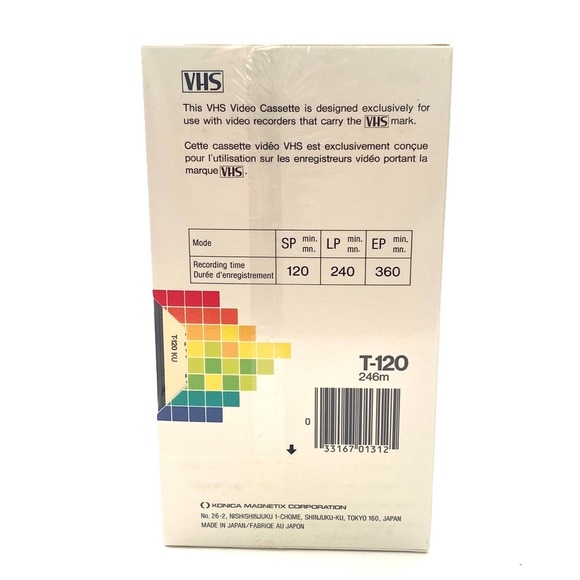 VHS
This VHS Video Cassette is designed exclusively for
use with video recorders that carry the VHS mark.
Cette cassette vidéo VHS est exclusivement conçue
pour l'utilisation sur les enregistreurs vidéo portant la
marque VHS.
Mode SP min. mn. LP min. mn. EP min. mn.
Recording time
Durée d'enregistrement 120 240 360
T-120 KU
T-120
246m
0 33167 01312
KONICA MAGNETIX CORPORATION
No. 26-2, NISHISHINJUKU 1-CHOME, SHINJUKU-KU, TOKYO 160, JAPAN
MADE IN JAPAN/FABRIQE AU JAPON